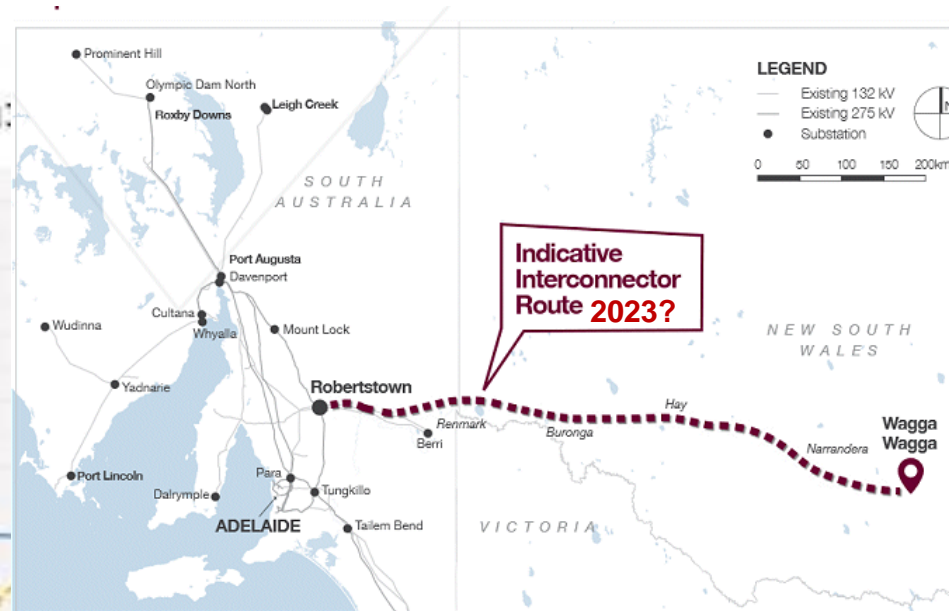 Prominent Hill
Olympic Dam North
Roxby Downs
Leigh Creek
SOUTH
AUSTRALIA
LEGEND
Existing 132 kV
Existing 275 kV
Substation
N
0 50 100 150 200km
Port Augusta
Davenport
Cultana
Whyalla
Mount Lock
Wudinna
Yadnarie
Indicative
Interconnector
Route 2023?
NEW SOUTH
WALES
Robertstown
Renmark
Berri
Buronga
Hay
Narrandera
Wagga
Wagga
Port Lincoln
Para
Dalrymple
Tungkillo
ADELAIDE
Tailem Bend
VICTORIA